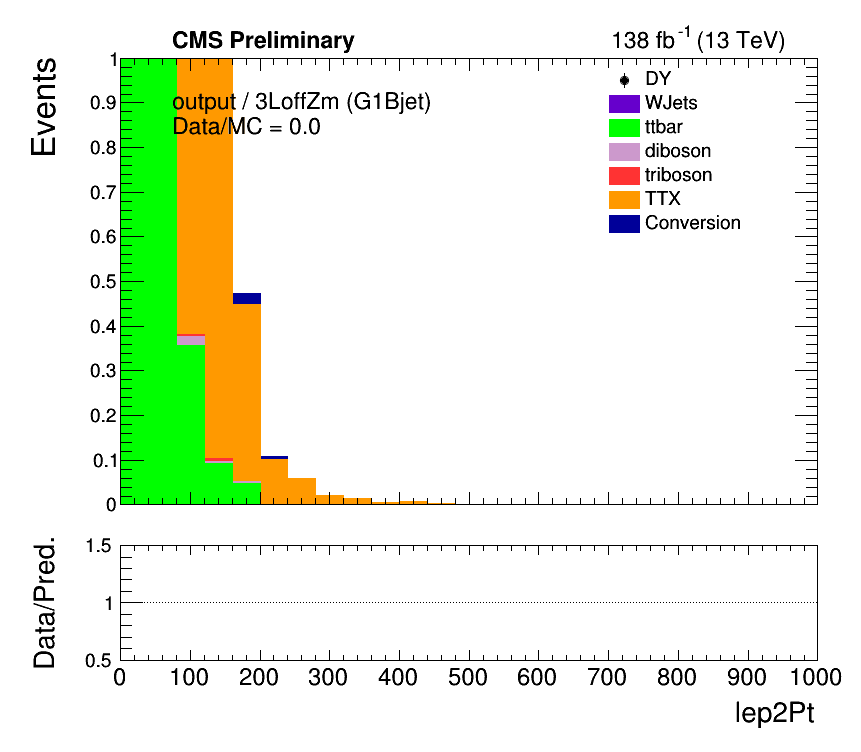 CMS Preliminary
138 fb-1 (13 TeV)
Events
output / 3LoffZm (G1Bjet)
Data/MC = 0.0
DY
WJets
ttbar
diboson
triboson
TTX
Conversion
1
0.9
0.8
0.7
0.6
0.5
0.4
0.3
0.2
0.1
0
Data/Pred.
1.5
1
0.5
0 100 200 300 400 500 600 700 800 900 1000
lep2Pt